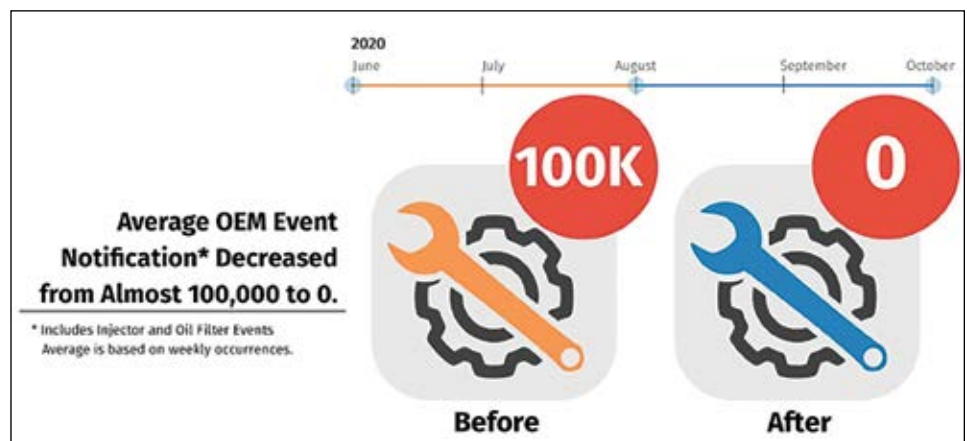 2020
June July August September October
100K
0
Average OEM Event
Notification* Decreased
from Almost 100,000 to 0.
* Includes Injector and Oil Filter Events
Average is based on weekly occurrences.
Before After